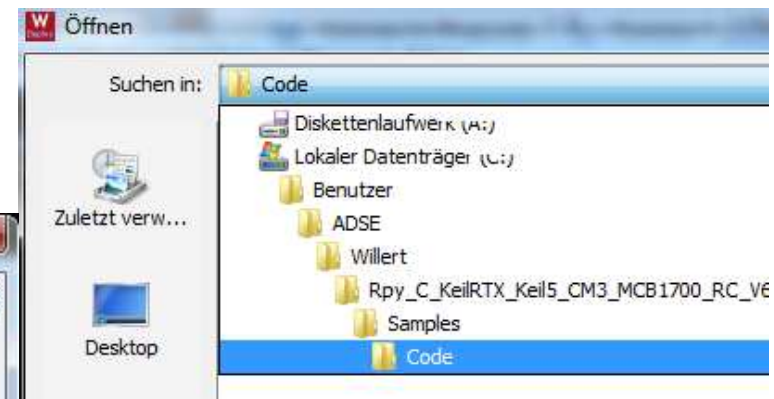 Öffnen
Suchen in:
Code
Diskettenlaufwerk (A:)
Lokaler Datenträger (C:)
Benutzer
ADSE
Willert
Rpy_C_KeilRTX_Keil5_CM3_MCB1700_RC_V6
Samples
Code
Zuletzt verw...
Desktop